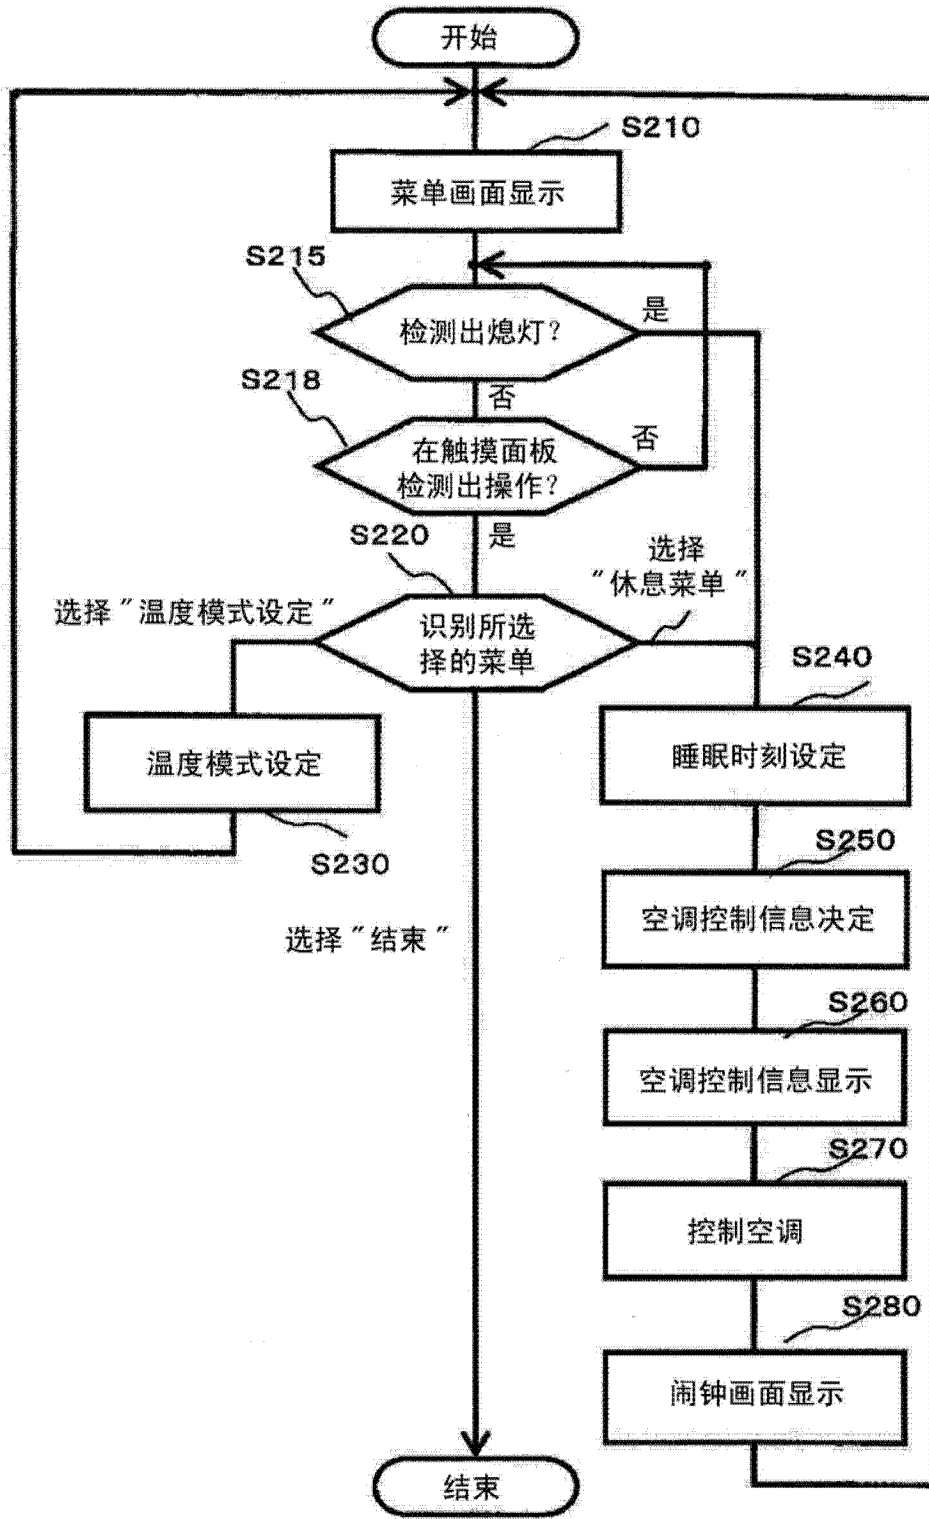 开始
S210
菜单画面显示
S215
检测出熄灯?
是
否
S218
在触摸面板
检测出操作?
否
是
S220
识别所选
择的菜单
选择"温度模式设定"
选择
"休息菜单"
温度模式设定
S230
选择"结束"
S240
睡眠时刻设定
S250
空调控制信息决定
S260
空调控制信息显示
S270
控制空调
S280
闹钟画面显示
结束